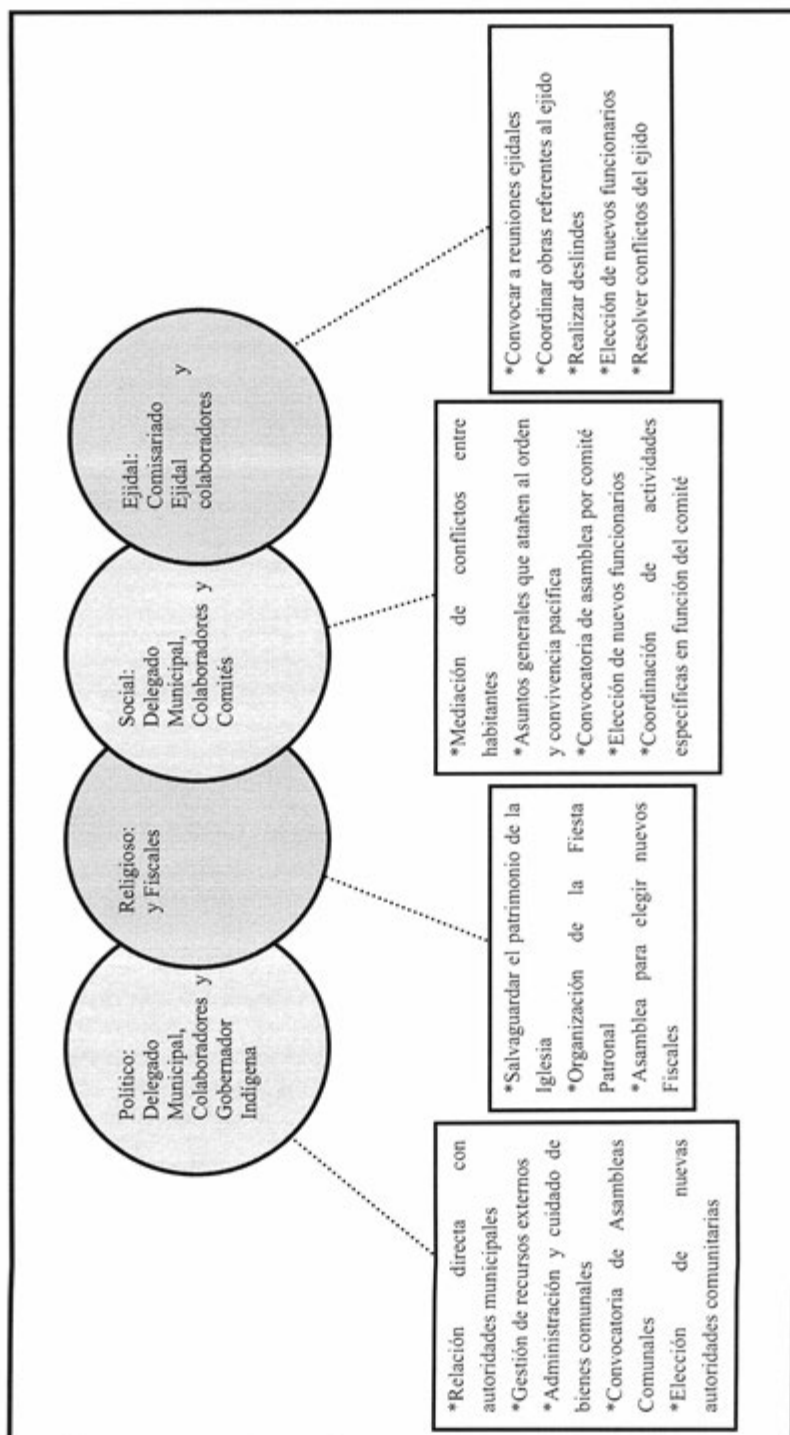 Político:
Delegado
Municipal,
Colaboradores y
Gobernador
Indígena
Religioso:
y Fiscales
Social:
Delegado
Municipal,
Colaboradores y
Comités
Ejidal:
Comisariado
Ejidal y
colaboradores
*Relación directa con
autoridades municipales
*Gestión de recursos externos
*Administración y cuidado de
bienes comunales
*Convocatoria de Asambleas
Comunales
*Elección de nuevas
autoridades comunitarias
*Salvaguardar el patrimonio de la
Iglesia
*Organización de la Fiesta
Patronal
*Asamblea para elegir nuevos
Fiscales
*Mediación de conflictos entre
habitantes
*Asuntos generales que atañen al orden
y convivencia pacífica
*Convocatoria de asamblea por comité
*Elección de nuevos funcionarios
*Coordinación de actividades
específicas en función del comité
*Convocar a reuniones ejidales
*Coordinar obras referentes al ejido
*Realizar deslindes
*Elección de nuevos funcionarios
*Resolver conflictos del ejido